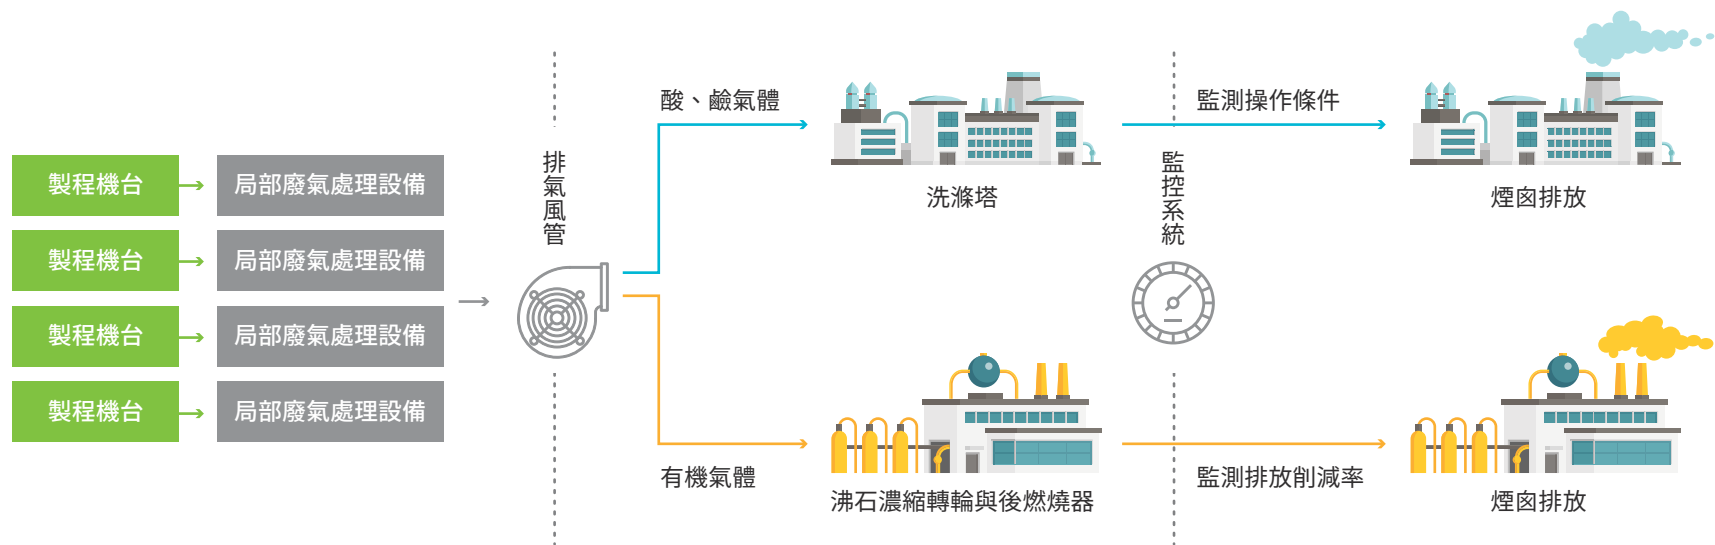 製程機台
局部廢氣處理設備
製程機台
局部廢氣處理設備
製程機台
局部廢氣處理設備
製程機台
局部廢氣處理設備
排氣風管
酸、鹼氣體
洗滌塔
監測操作條件
煙囪排放
監控系統
有機氣體
沸石濃縮轉輪與後燃燒器
監測排放削減率
煙囪排放